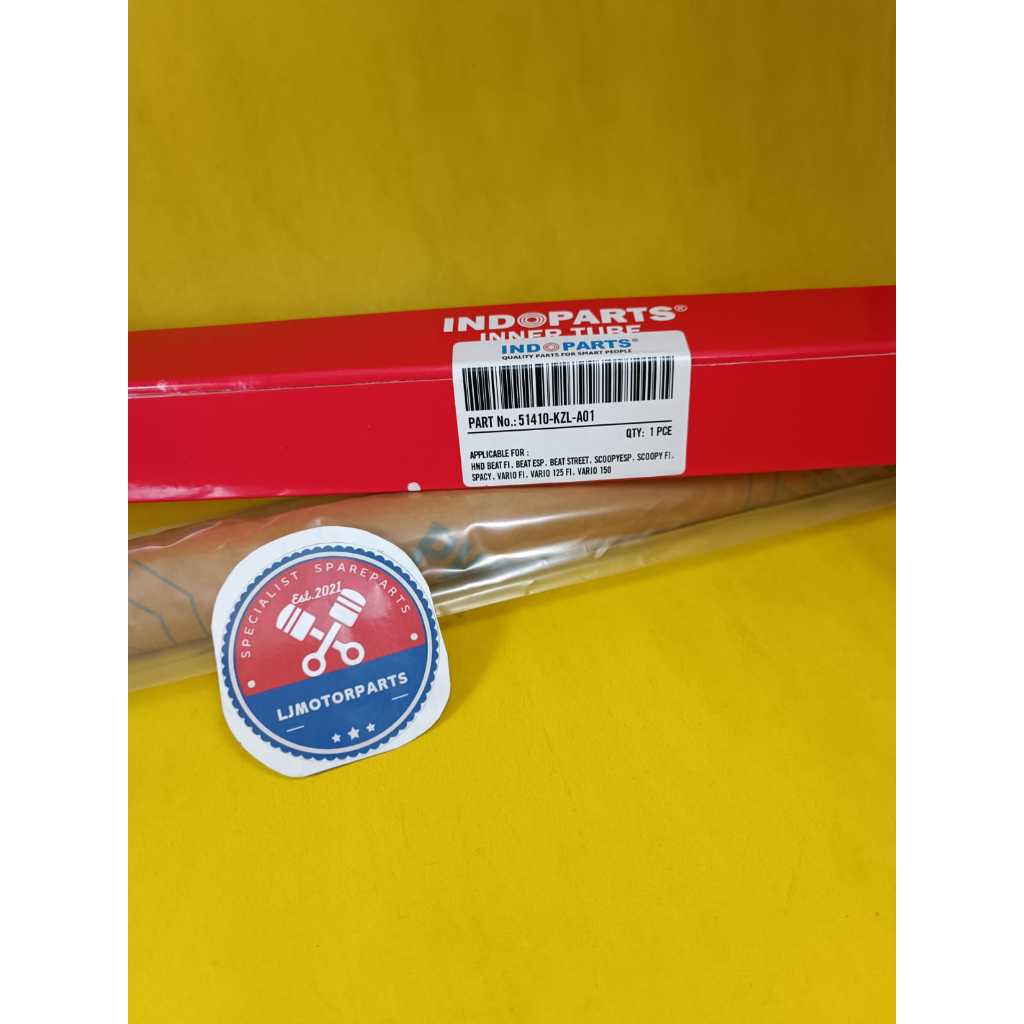 INDOPARTS®
INNER TUBE
INDOPARTS®
QUALITY PARTS FOR SMART PEOPLE
PART No.: 51410-KZL-A01
QTY: 1 PCE
APPLICABLE FOR :
HND BEAT FI, BEAT ESP, BEAT STREET, SCOOPYESP, SCOOPY FI,
SPACY, VARIO FI, VARIO 125 FI, VARIO 150
SPECIALIST SPAREPARTS
Est.2021
LJMOTORPARTS